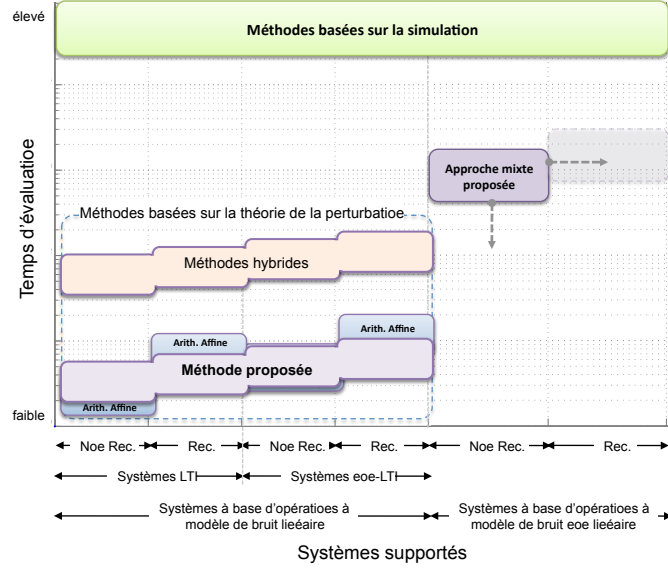 élevé
Méthodes basées sur la simulation
Approche mixte
proposée
Méthodes basées sur la théorie de la perturbatioe
Temps d'évaluatioe
Méthodes hybrides
Arith. Affine
Arith. Affine
Méthode proposée
Arith. Affine
faible
Noe Rec.
Rec.
Noe Rec.
Rec.
Noe Rec.
Rec.
Systèmes LTI
Systèmes eoe-LTI
Systèmes à base d'opératioes à
modèle de bruit lieéaire
Systèmes à base d'opératioes à
modèle de bruit eoe lieéaire
Systèmes supportés